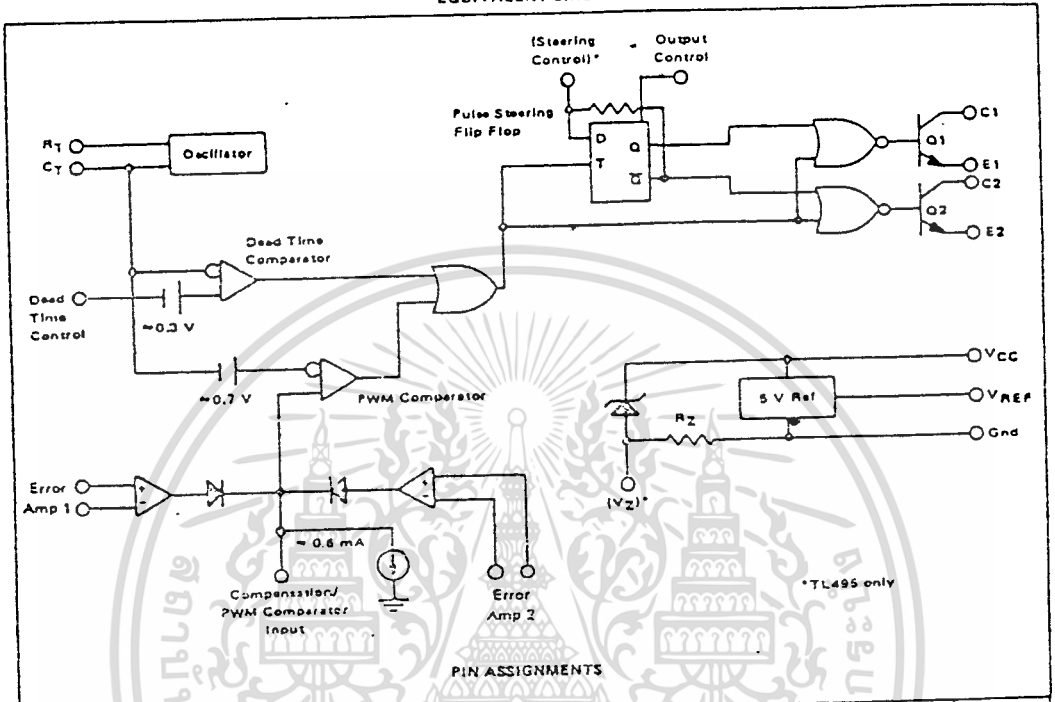 (Steering
Control)*
Output
Control
Pulse Steering
Flip Flop
RT
CT
Oscillator
D
Q
T
Q̅
Q1
C1
E1
C2
Q2
E2
Dead Time
Comparator
Dead
Time
Control
≈0.3 V
≈0.7 V
PWM Comparator
VCC
5 V Ref
VREF
RZ
Gnd
(VZ)*
Error
Amp 1
+
−
+
−
≈ 0.6 mA
Compensation/
PWM Comparator
Input
Error
Amp 2
*TL495 only
PIN ASSIGNMENTS